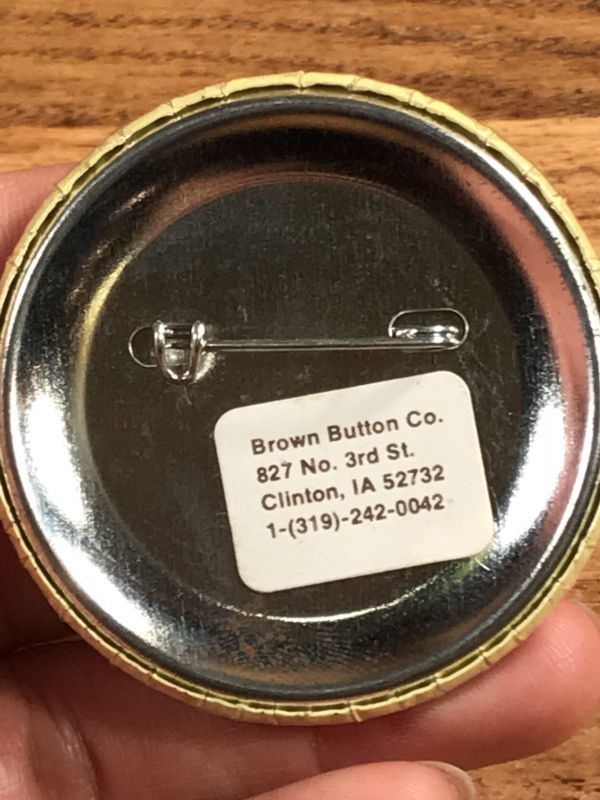 Brown Button Co.
827 No. 3rd St.
Clinton, IA 52732
1-(319)-242-0042